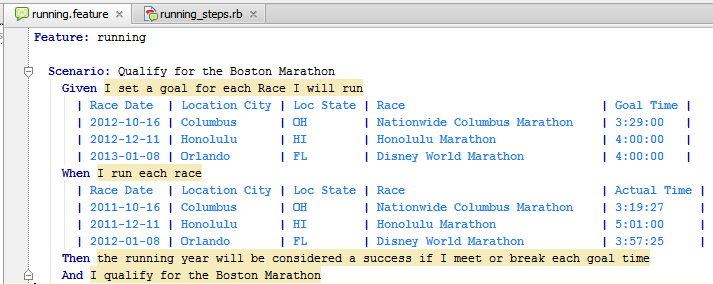 running.feature running_steps.rb
Feature: running
Scenario: Qualify for the Boston Marathon
Given I set a goal for each Race I will run
| Race Date | Location City | Loc State | Race | Goal Time |
| 2012-10-16 | Columbus | OH | Nationwide Columbus Marathon | 3:29:00 |
| 2012-12-11 | Honolulu | HI | Honolulu Marathon | 4:00:00 |
| 2013-01-08 | Orlando | FL | Disney World Marathon | 4:00:00 |
When I run each race
| Race Date | Location City | Loc State | Race | Actual Time |
| 2011-10-16 | Columbus | OH | Nationwide Columbus Marathon | 3:19:27 |
| 2011-12-11 | Honolulu | HI | Honolulu Marathon | 5:01:00 |
| 2012-01-08 | Orlando | FL | Disney World Marathon | 3:57:25 |
Then the running year will be considered a success if I meet or break each goal time
And I qualify for the Boston Marathon